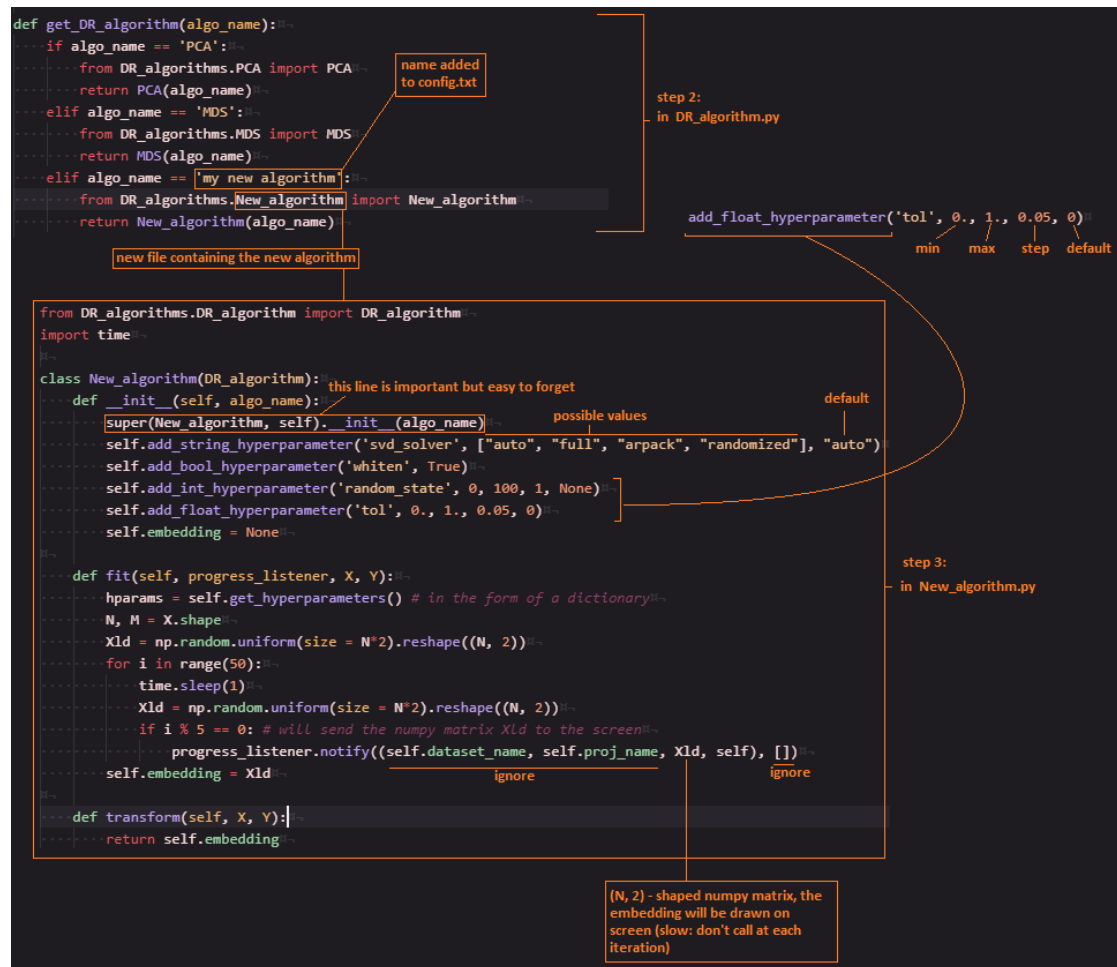 def get_DR_algorithm(algo_name):
if algo_name == 'PCA':
from DR_algorithms.PCA import PCA
return PCA(algo_name)
elif algo_name == 'MDS':
from DR_algorithms.MDS import MDS
return MDS(algo_name)
elif algo_name == 'my new algorithm':
from DR_algorithms.New_algorithm import New_algorithm
return New_algorithm(algo_name)
name added
to config.txt
step 2:
in DR_algorithm.py
new file containing the new algorithm
add_float_hyperparameter('tol', 0., 1., 0.05, 0)
min max step default
from DR_algorithms.DR_algorithm import DR_algorithm
import time
class New_algorithm(DR_algorithm):
this line is important but easy to forget
def __init__(self, algo_name):
super(New_algorithm, self).__init__(algo_name)
possible values
default
self.add_string_hyperparameter('svd_solver', ["auto", "full", "arpack", "randomized"], "auto")
self.add_bool_hyperparameter('whiten', True)
self.add_int_hyperparameter('random_state', 0, 100, 1, None)
self.add_float_hyperparameter('tol', 0., 1., 0.05, 0)
self.embedding = None
def fit(self, progress_listener, X, Y):
hparams = self.get_hyperparameters() # in the form of a dictionary
N, M = X.shape
Xld = np.random.uniform(size = N*2).reshape((N, 2))
for i in range(50):
time.sleep(1)
Xld = np.random.uniform(size = N*2).reshape((N, 2))
if i % 5 == 0: # will send the numpy matrix Xld to the screen
progress_listener.notify((self.dataset_name, self.proj_name, Xld, self), [])
ignore ignore
self.embedding = Xld
def transform(self, X, Y):
return self.embedding
step 3:
in New_algorithm.py
(N, 2) - shaped numpy matrix, the
embedding will be drawn on
screen (slow: don't call at each
iteration)